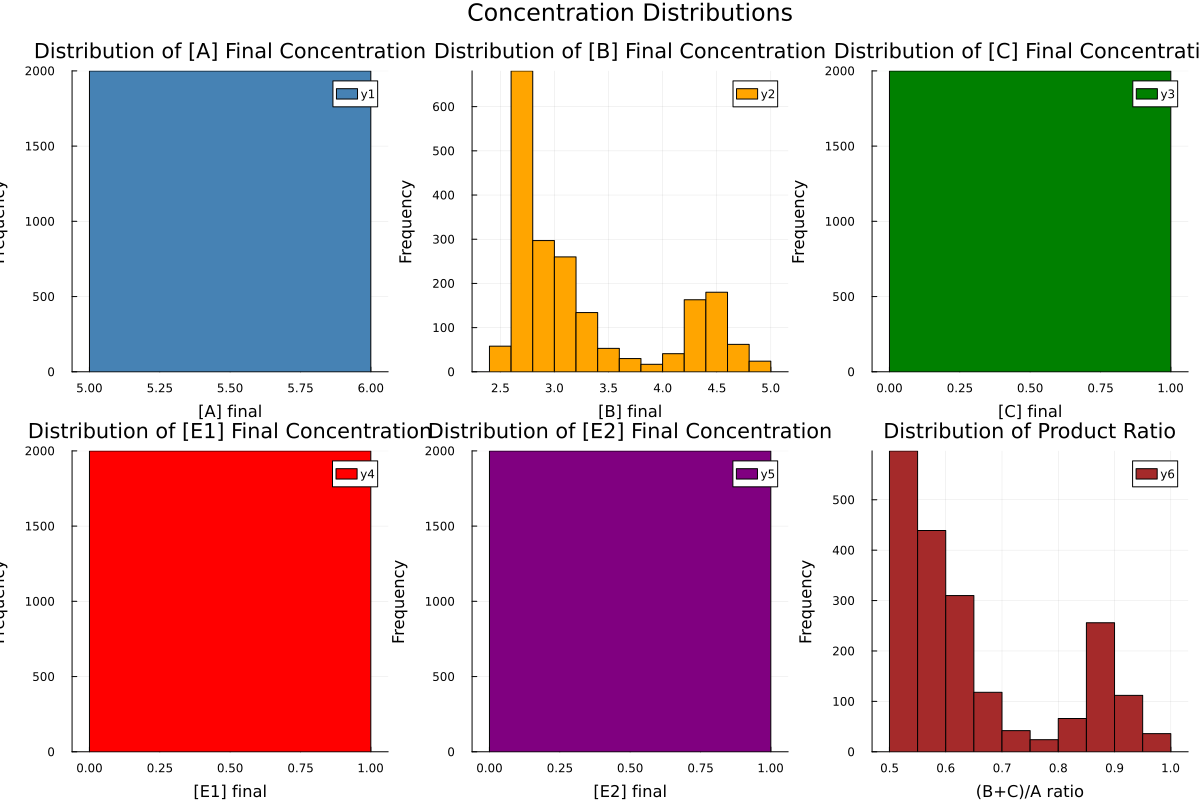 Concentration Distributions
Distribution of [A] Final Concentration
2000
1500
1000
500
0
5.00 5.25 5.50 5.75 6.00
[A] final
y1
Distribution of [B] Final Concentration
Frequency
600
500
400
300
200
100
0
2.5 3.0 3.5 4.0 4.5 5.0
[B] final
y2
Distribution of [C] Final Concentrati
Frequency
2000
1500
1000
500
0
0.00 0.25 0.50 0.75 1.00
[C] final
y3
Distribution of [E1] Final Concentration
2000
1500
1000
500
0
0.00 0.25 0.50 0.75 1.00
[E1] final
y4
Distribution of [E2] Final Concentration
Frequency
2000
1500
1000
500
0
0.00 0.25 0.50 0.75 1.00
[E2] final
y5
Distribution of Product Ratio
Frequency
500
400
300
200
100
0
0.5 0.6 0.7 0.8 0.9 1.0
(B+C)/A ratio
y6